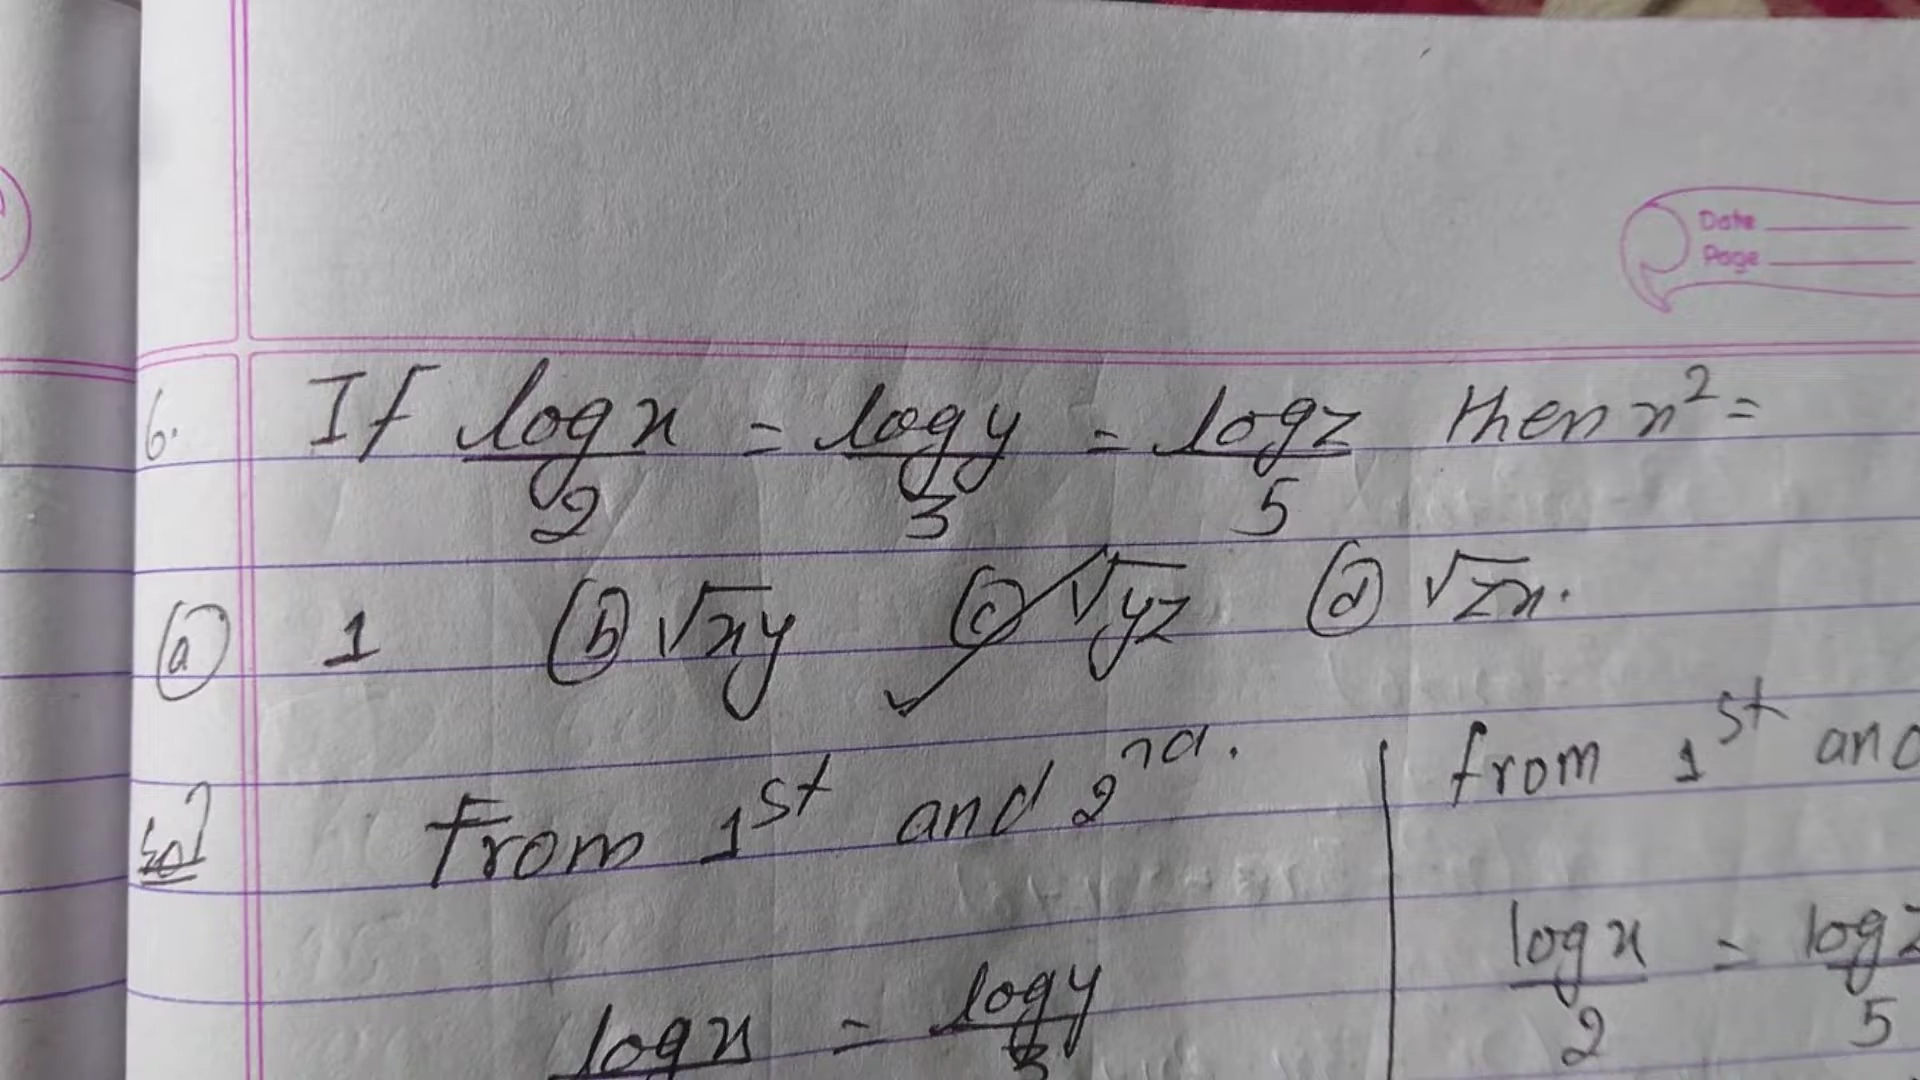 Date
Page
6. If log x/2 = log y/3 = log z/5 then x² =
(a) 1 (b) √xy (c) √yz (d) √zx.
Sol From 1st and 2nd.
from 1st and
log x/2 = log z/5
log x = log y/3